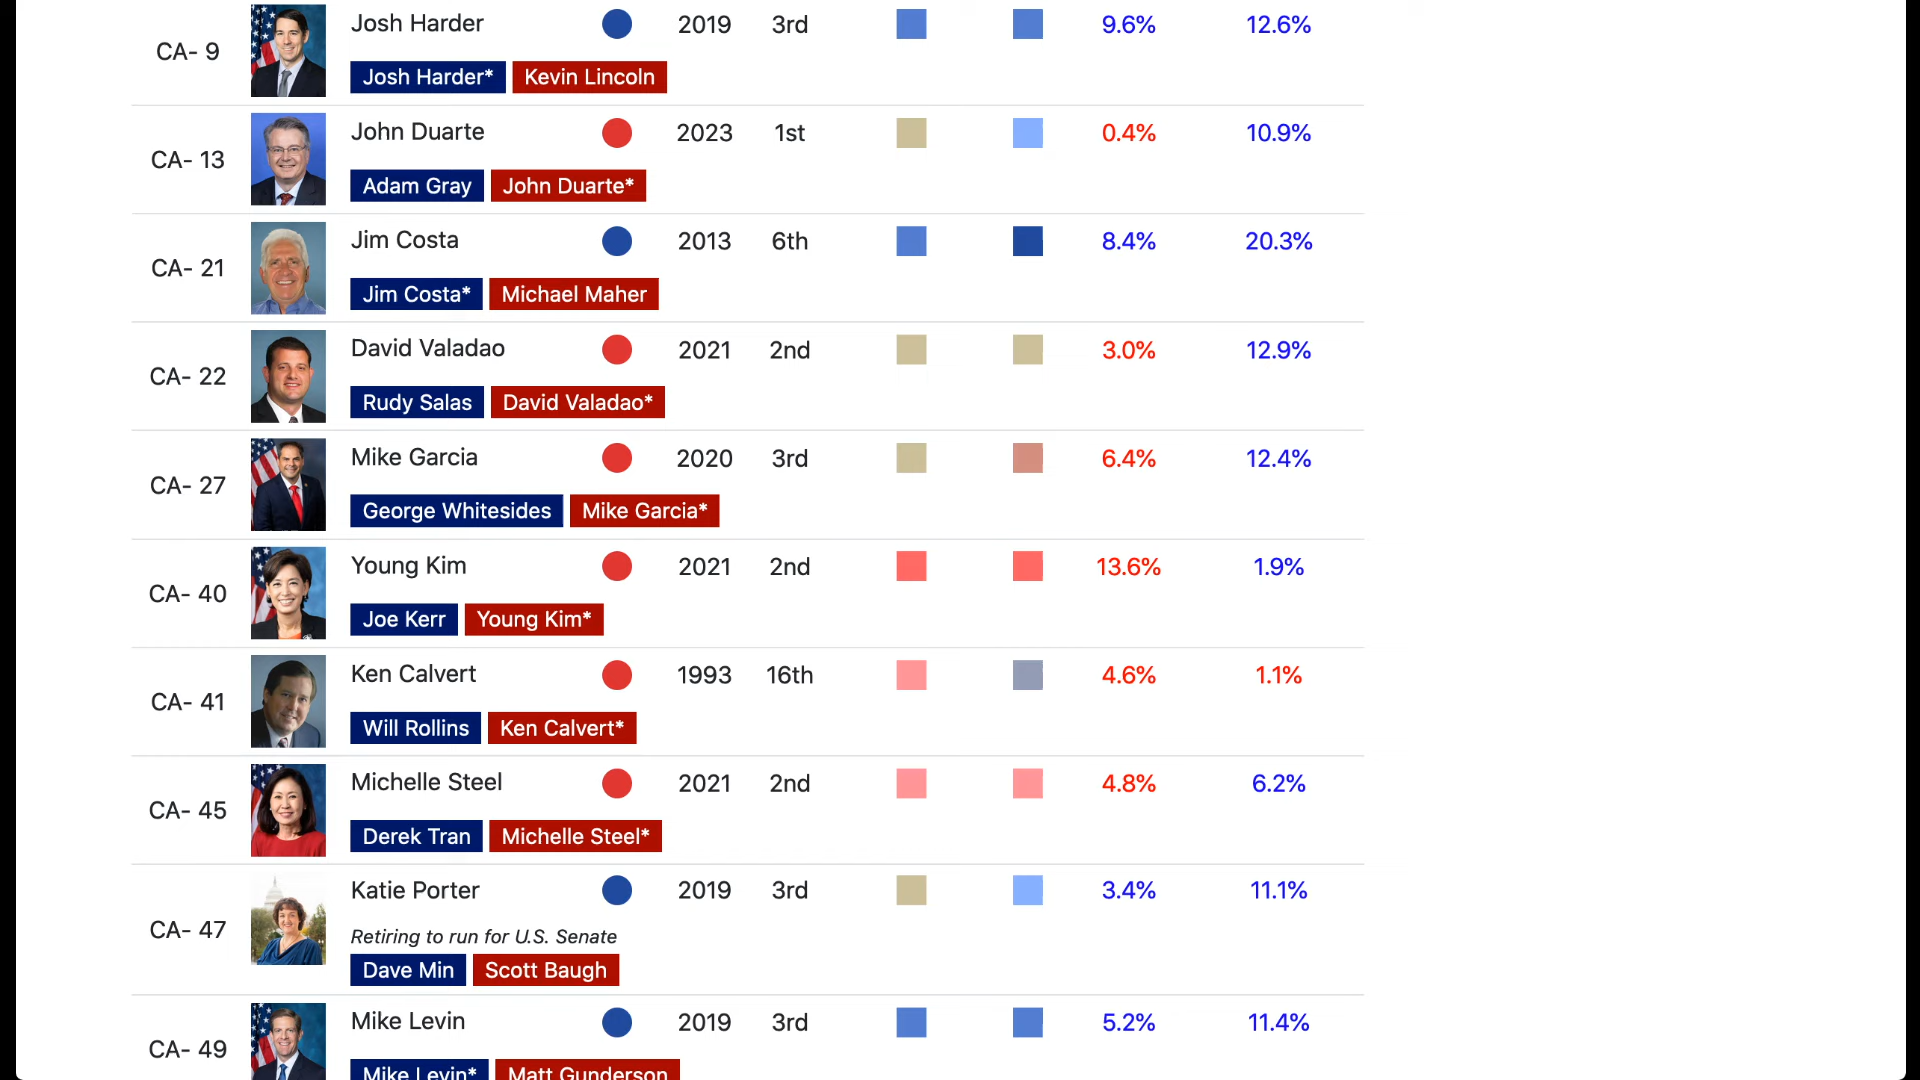 Josh Harder 2019 3rd 9.6% 12.6%
CA- 9
Josh Harder* Kevin Lincoln
John Duarte 2023 1st 0.4% 10.9%
CA- 13
Adam Gray John Duarte*
Jim Costa 2013 6th 8.4% 20.3%
CA- 21
Jim Costa* Michael Maher
David Valadao 2021 2nd 3.0% 12.9%
CA- 22
Rudy Salas David Valadao*
Mike Garcia 2020 3rd 6.4% 12.4%
CA- 27
George Whitesides Mike Garcia*
Young Kim 2021 2nd 13.6% 1.9%
CA- 40
Joe Kerr Young Kim*
Ken Calvert 1993 16th 4.6% 1.1%
CA- 41
Will Rollins Ken Calvert*
Michelle Steel 2021 2nd 4.8% 6.2%
CA- 45
Derek Tran Michelle Steel*
Katie Porter 2019 3rd 3.4% 11.1%
CA- 47
Retiring to run for U.S. Senate
Dave Min Scott Baugh
Mike Levin 2019 3rd 5.2% 11.4%
CA- 49
Mike Levin* Matt Gunderson